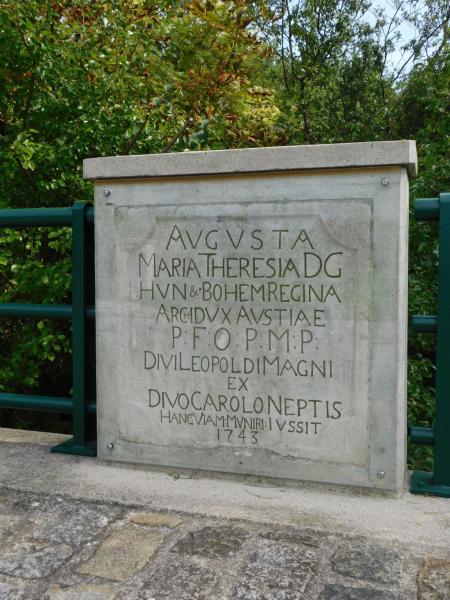 AVGVSTA
MARIA THERESIA DG
HVN & BOHEM REGINA
ARCHDVX AVSTIAE
P: F: O: P: M: P:
DIVI LEOPOLDI MAGNI
EX
DIVO CAROLO NEPTIS
HANC VIAM · MVNIRI · IVSSIT
1743